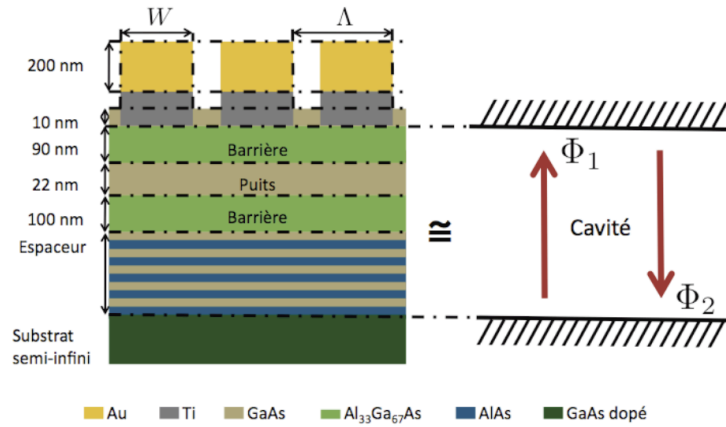 W Λ
200 nm
10 nm
90 nm Barrière Φ1
22 nm Puits
100 nm Barrière ≅ Cavité
Espaceur
Φ2
Substrat
semi-infini
Au Ti GaAs Al33Ga67As AlAs GaAs dopé